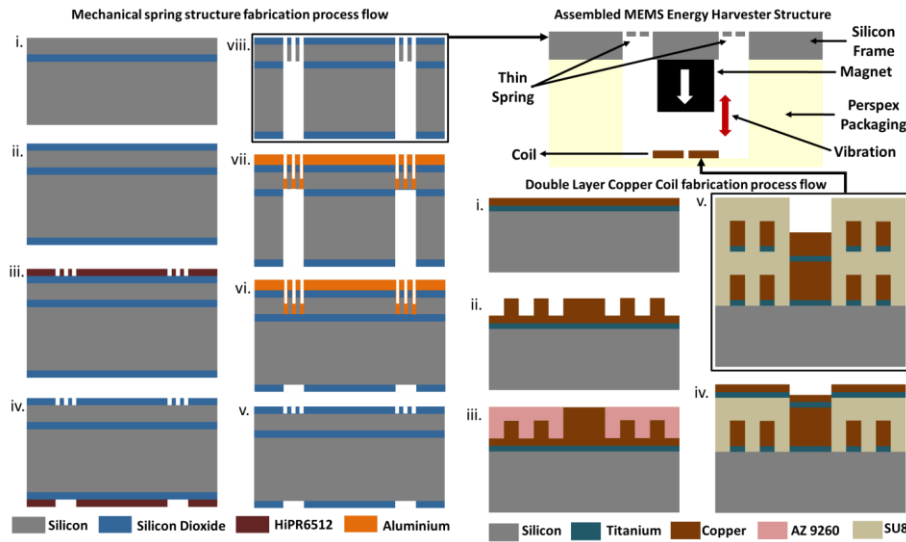 Mechanical spring structure fabrication process flow
i.
ii.
iii.
iv.
viii.
vii.
vi.
v.
Silicon
Silicon Dioxide
HiPR6512
Aluminium
Assembled MEMS Energy Harvester Structure
Silicon
Frame
Magnet
Thin
Spring
Perspex
Packaging
Coil
Vibration
Double Layer Copper Coil fabrication process flow
i.
ii.
iii.
v.
iv.
Silicon
Titanium
Copper
AZ 9260
SU8